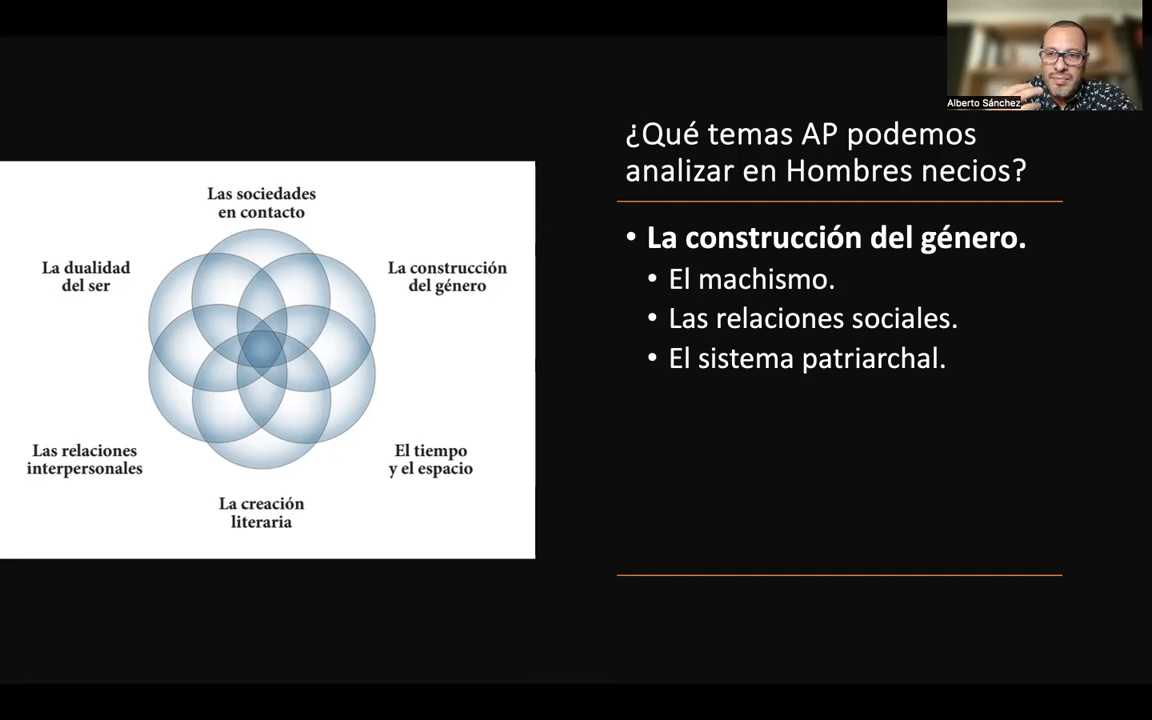 Alberto Sánchez
¿Qué temas AP podemos
analizar en Hombres necios?
• La construcción del género.
• El machismo.
• Las relaciones sociales.
• El sistema patriarchal.
Las sociedades
en contacto
La dualidad
del ser
La construcción
del género
Las relaciones
interpersonales
El tiempo
y el espacio
La creación
literaria